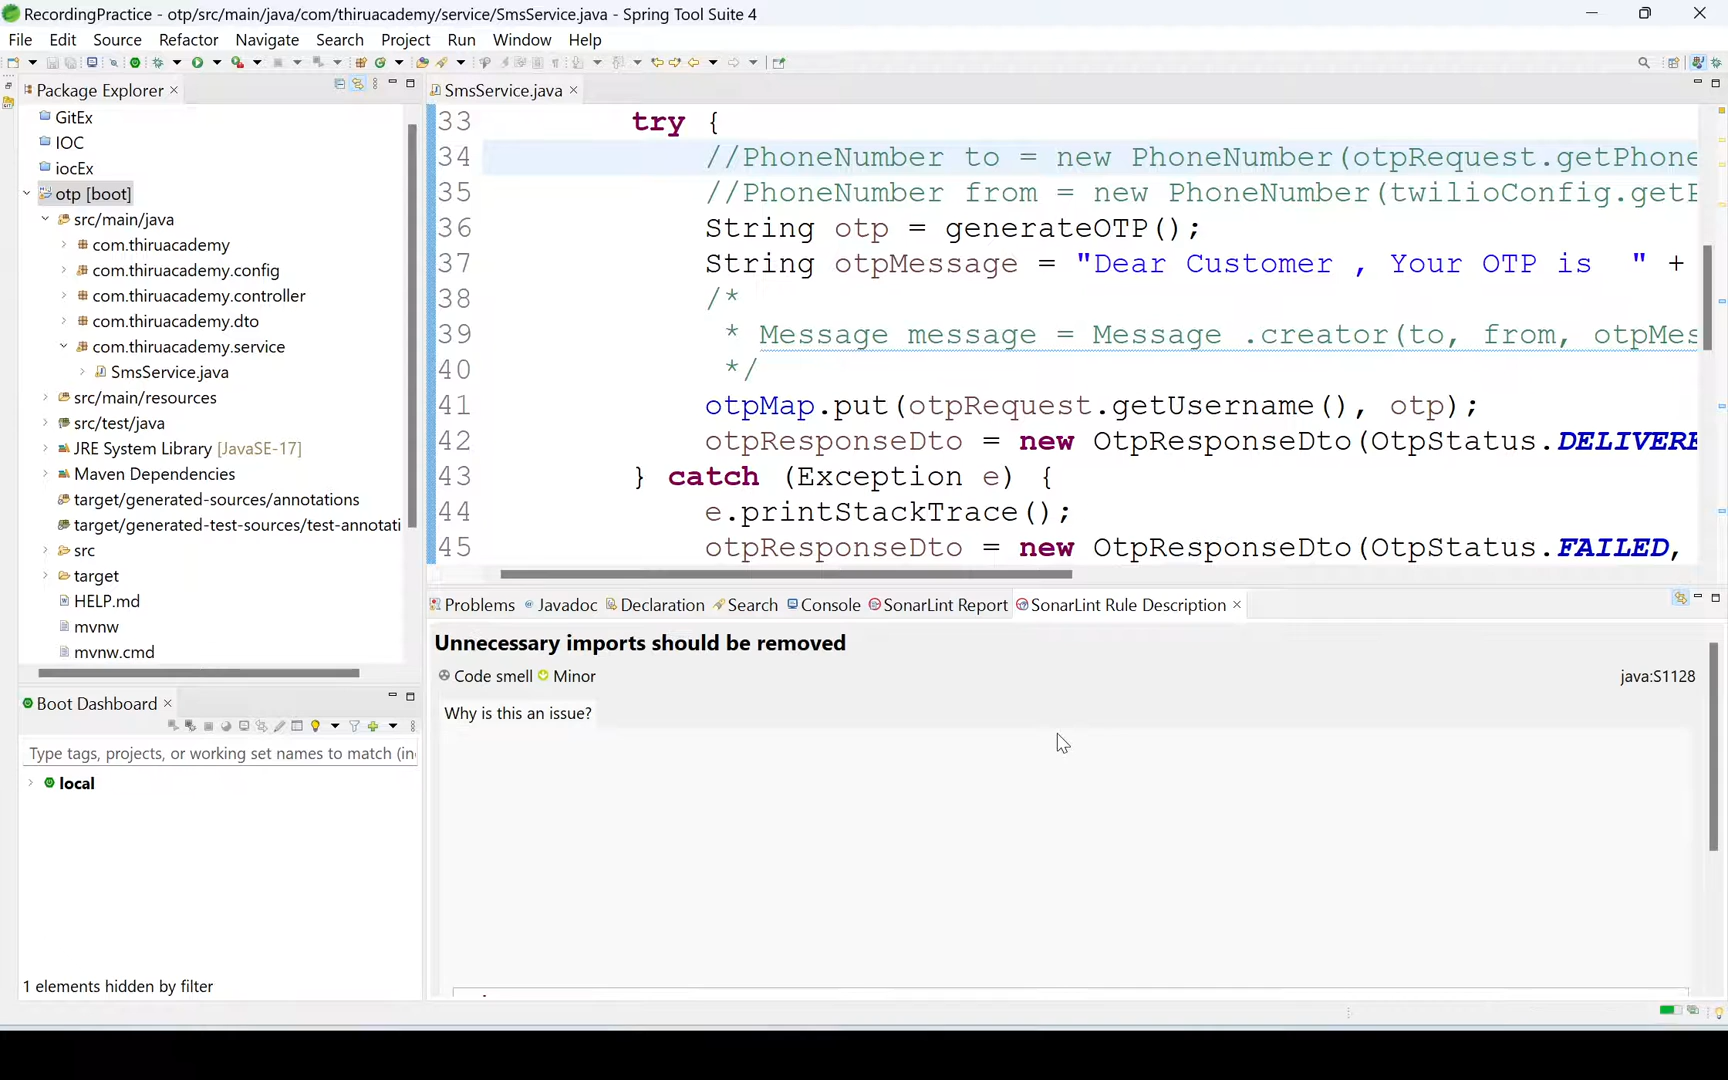 RecordingPractice - otp/src/main/java/com/thiruacademy/service/SmsService.java - Spring Tool Suite 4
File Edit Source Refactor Navigate Search Project Run Window Help
Package Explorer
GitEx
IOC
iocEx
otp [boot]
src/main/java
com.thiruacademy
com.thiruacademy.config
com.thiruacademy.controller
com.thiruacademy.dto
com.thiruacademy.service
SmsService.java
src/main/resources
src/test/java
JRE System Library [JavaSE-17]
Maven Dependencies
target/generated-sources/annotations
target/generated-test-sources/test-annotati
src
target
HELP.md
mvnw
mvnw.cmd
Boot Dashboard
Type tags, projects, or working set names to match (in
local
1 elements hidden by filter
SmsService.java
33 try {
34 //PhoneNumber to = new PhoneNumber(otpRequest.getPhone
35 //PhoneNumber from = new PhoneNumber(twilioConfig.getP
36 String otp = generateOTP();
37 String otpMessage = "Dear Customer , Your OTP is  " +
38 /*
39 * Message message = Message .creator(to, from, otpMes
40 */
41 otpMap.put(otpRequest.getUsername(), otp);
42 otpResponseDto = new OtpResponseDto(OtpStatus.DELIVERE
43 } catch (Exception e) {
44 e.printStackTrace();
45 otpResponseDto = new OtpResponseDto(OtpStatus.FAILED,
Problems Javadoc Declaration Search Console SonarLint Report SonarLint Rule Description
Unnecessary imports should be removed
Code smell Minor java:S1128
Why is this an issue?